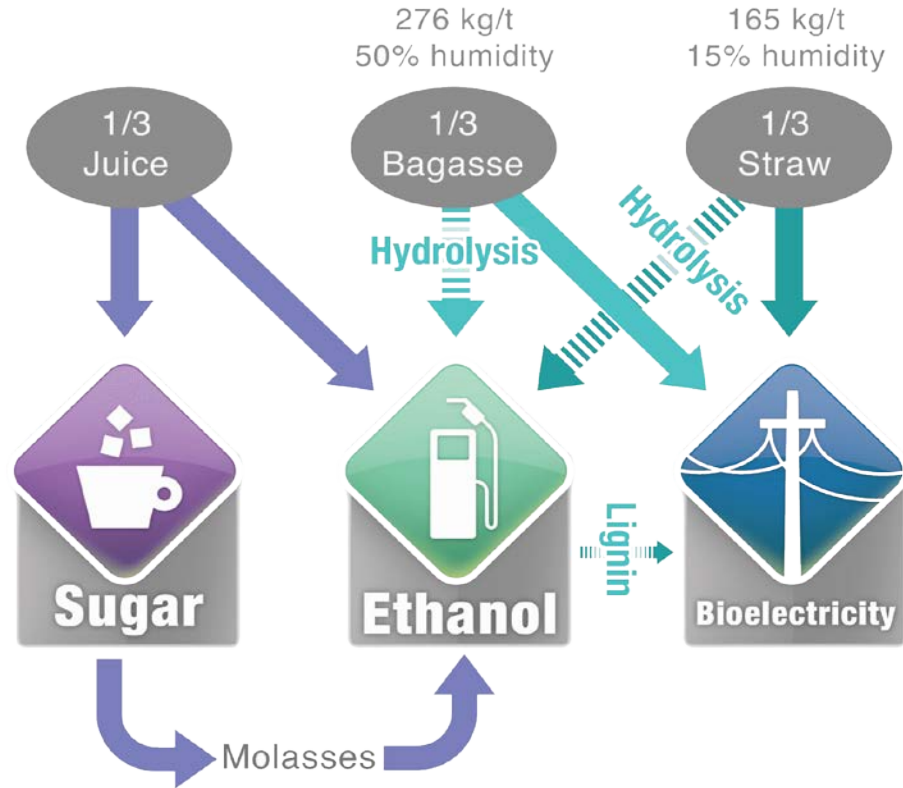 276 kg/t
50% humidity
165 kg/t
15% humidity
1/3
Juice
1/3
Bagasse
1/3
Straw
Hydrolysis
Hydrolysis
Lignin
Sugar
Ethanol
Bioelectricity
Molasses